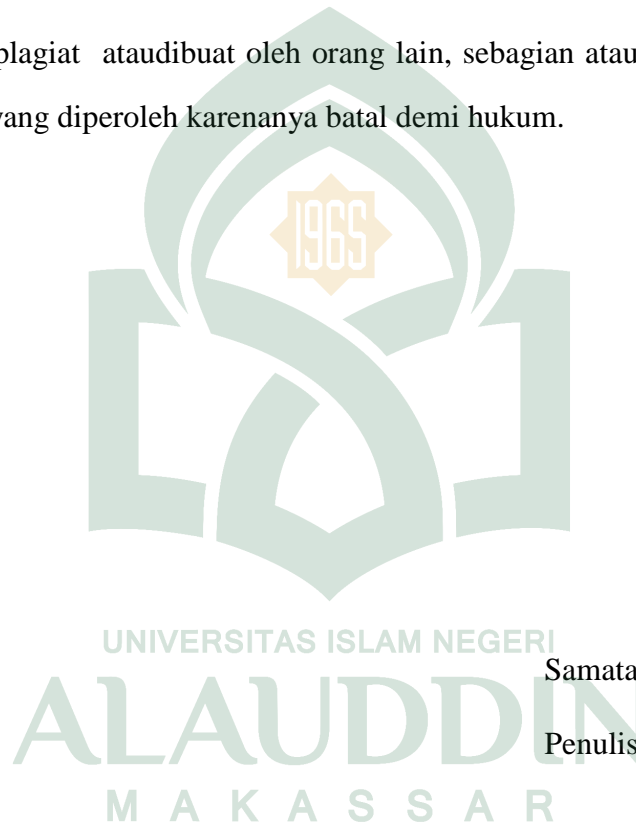 plagiat ataudibuat oleh orang lain, sebagian atau
yang diperoleh karenanya batal demi hukum.
1965
UNIVERSITAS ISLAM NEGERI
Samata
ALAUDDIN
Penulis
MAKASSAR